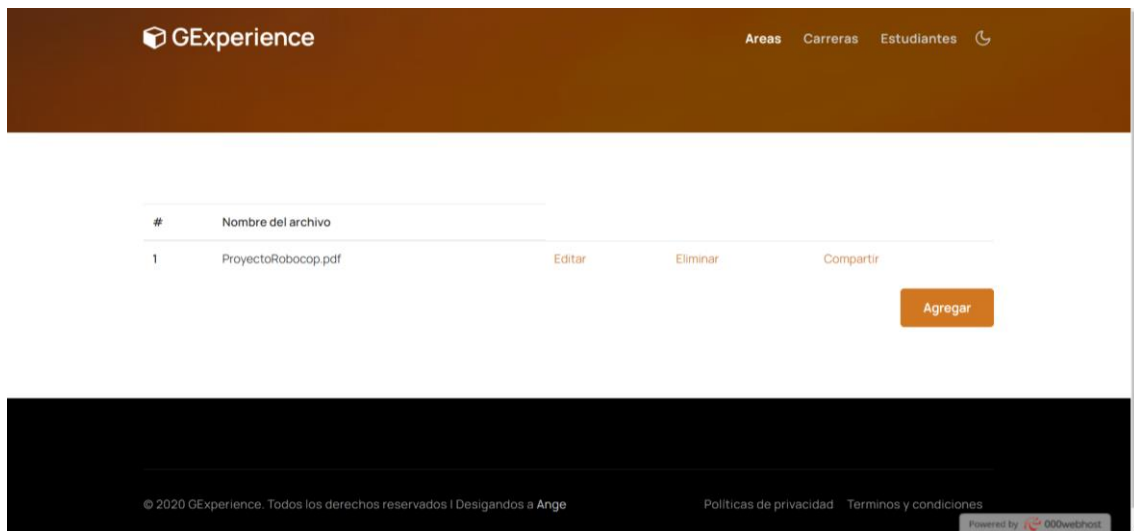 GExperience
Areas Carreras Estudiantes
# Nombre del archivo
1 ProyectoRobocop.pdf Editar Eliminar Compartir
Agregar
© 2020 GExperience. Todos los derechos reservados | Desigandos a Ange
Políticas de privacidad Terminos y condiciones
Powered by 000webhost